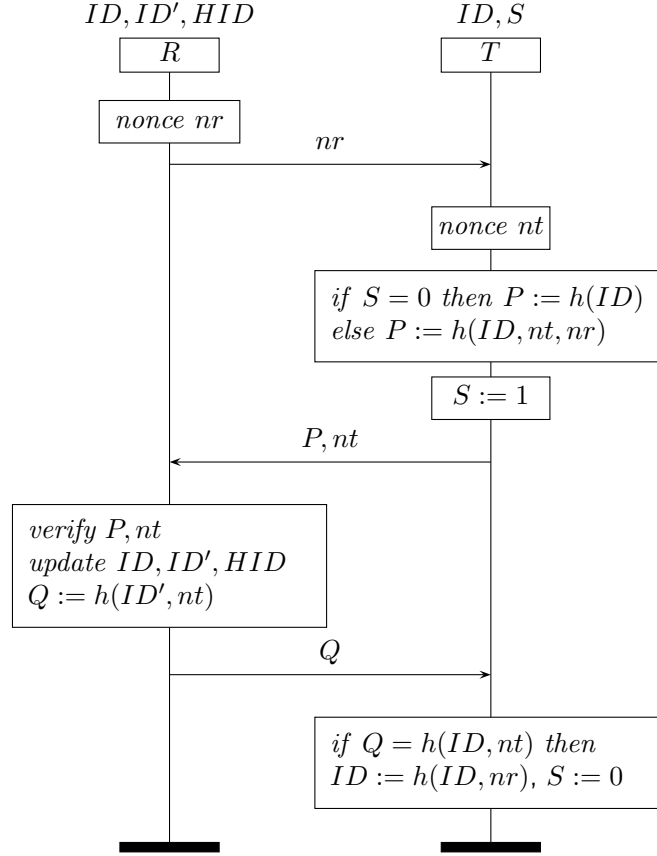 ID, ID′, HID
ID, S
R
T
nonce nr
nr
nonce nt
if S = 0 then P := h(ID)
else P := h(ID, nt, nr)
S := 1
P, nt
verify P, nt
update ID, ID′, HID
Q := h(ID′, nt)
Q
if Q = h(ID, nt) then
ID := h(ID, nr), S := 0